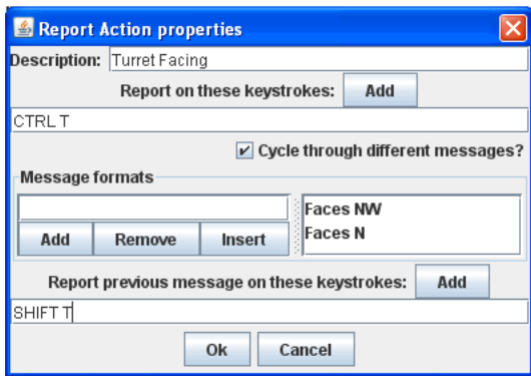 Report Action properties
Description: Turret Facing
Report on these keystrokes: Add
CTRL T
Cycle through different messages?
Message formats
Faces NW
Faces N
Add Remove Insert
Report previous message on these keystrokes: Add
SHIFT T
Ok Cancel